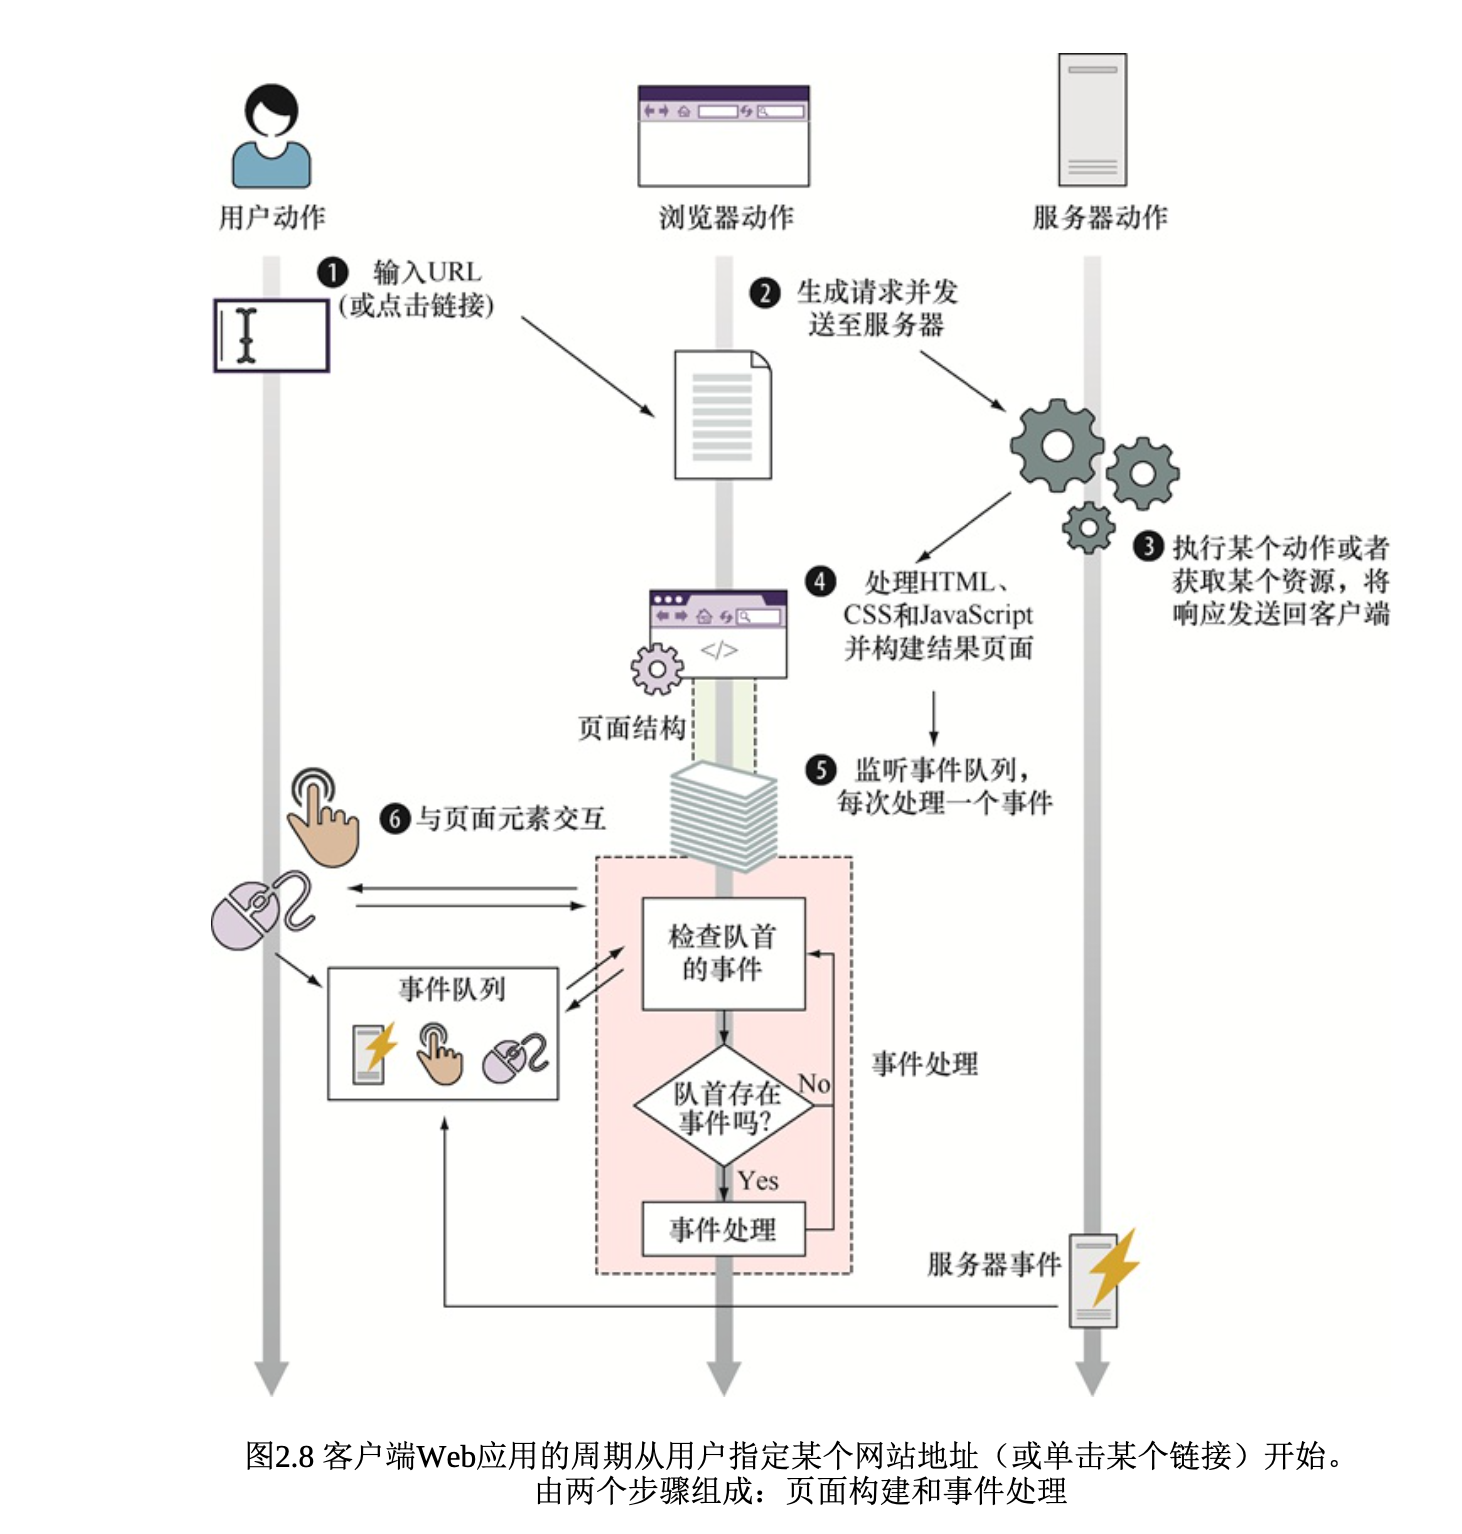 用户动作
浏览器动作
服务器动作
❶ 输入URL
(或点击链接)
❷ 生成请求并发
送至服务器
❸ 执行某个动作或者
获取某个资源，将
响应发送回客户端
❹ 处理HTML、
CSS和JavaScript
并构建结果页面
</>
页面结构
❺ 监听事件队列，
每次处理一个事件
❻ 与页面元素交互
检查队首
的事件
事件队列
事件处理
队首存在
事件吗?
No
Yes
事件处理
服务器事件
图2.8 客户端Web应用的周期从用户指定某个网站地址（或单击某个链接）开始。
由两个步骤组成：页面构建和事件处理